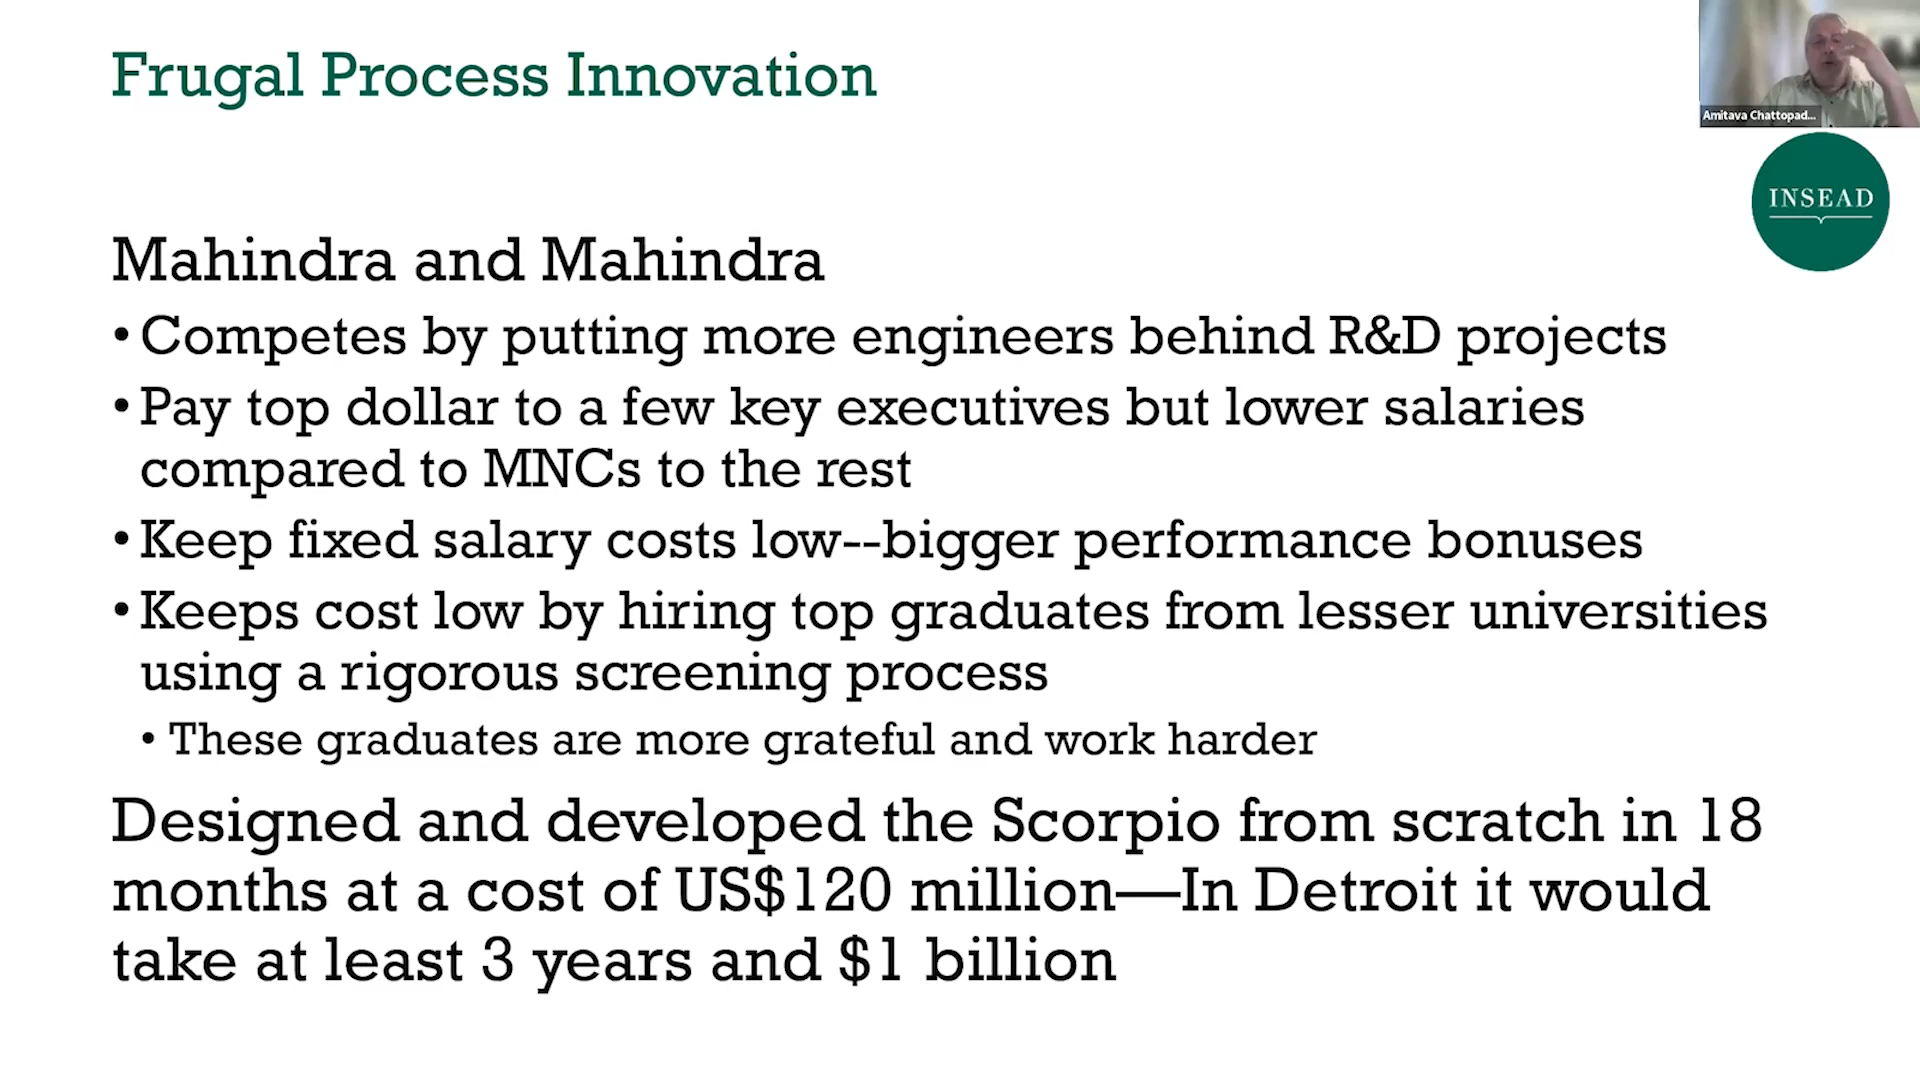 Frugal Process Innovation
Amitava Chattopad...
INSEAD
Mahindra and Mahindra
• Competes by putting more engineers behind R&D projects
• Pay top dollar to a few key executives but lower salaries
compared to MNCs to the rest
• Keep fixed salary costs low--bigger performance bonuses
• Keeps cost low by hiring top graduates from lesser universities
using a rigorous screening process
• These graduates are more grateful and work harder
Designed and developed the Scorpio from scratch in 18
months at a cost of US$120 million—In Detroit it would
take at least 3 years and $1 billion